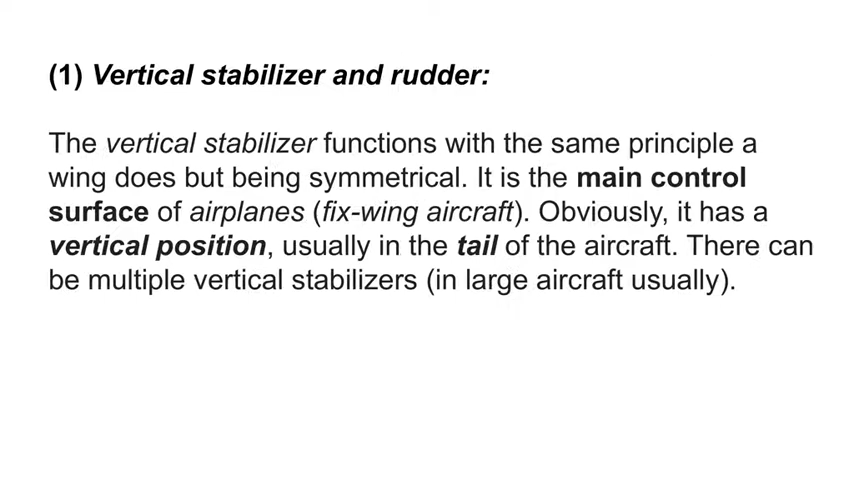 (1) Vertical stabilizer and rudder:
The vertical stabilizer functions with the same principle a
wing does but being symmetrical. It is the main control
surface of airplanes (fix-wing aircraft). Obviously, it has a
vertical position, usually in the tail of the aircraft. There can
be multiple vertical stabilizers (in large aircraft usually).